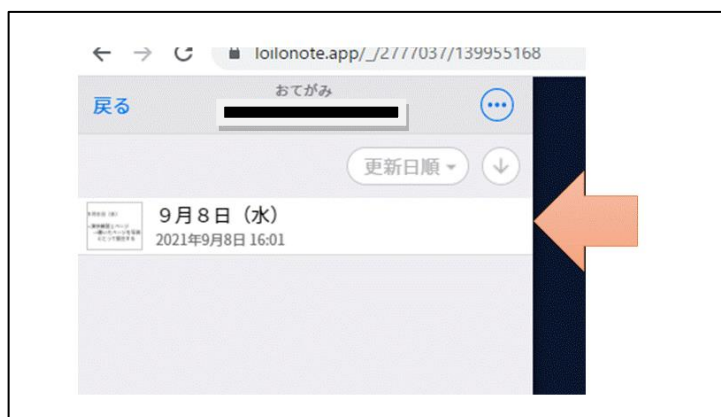 loilonote.app/_/2777037/139955168
おてがみ
戻る
更新日順
9月8日（水）
2021年9月8日 16:01